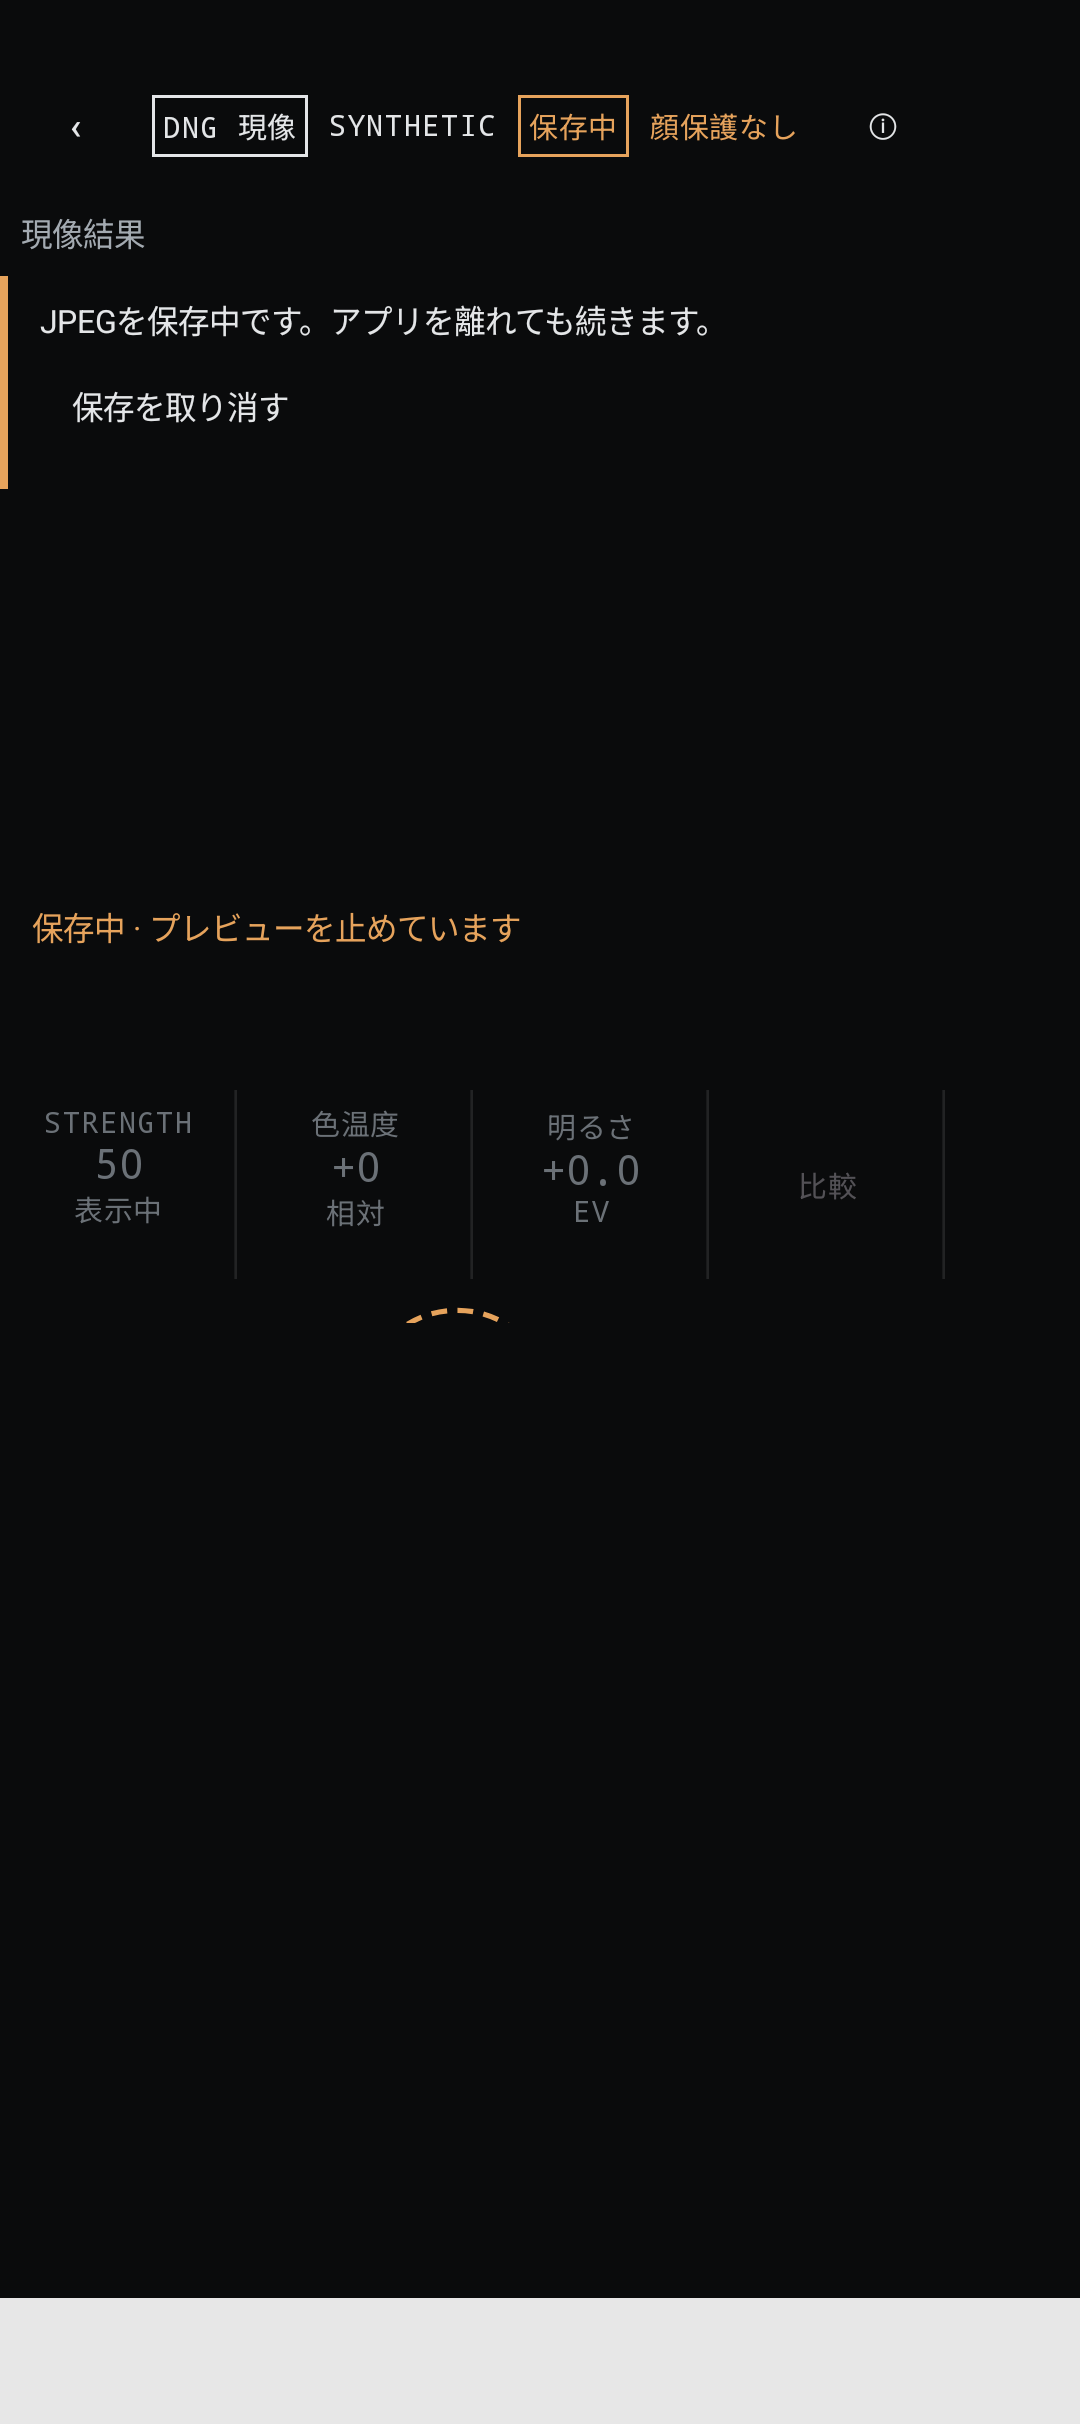 ‹ DNG 現像 SYNTHETIC 保存中 顔保護なし ⓘ
現像結果
JPEGを保存中です。アプリを離れても続きます。
保存を取り消す
保存中 · プレビューを止めています
STRENGTH
50
表示中
色温度
+0
相対
明るさ
+0.0
EV
比較